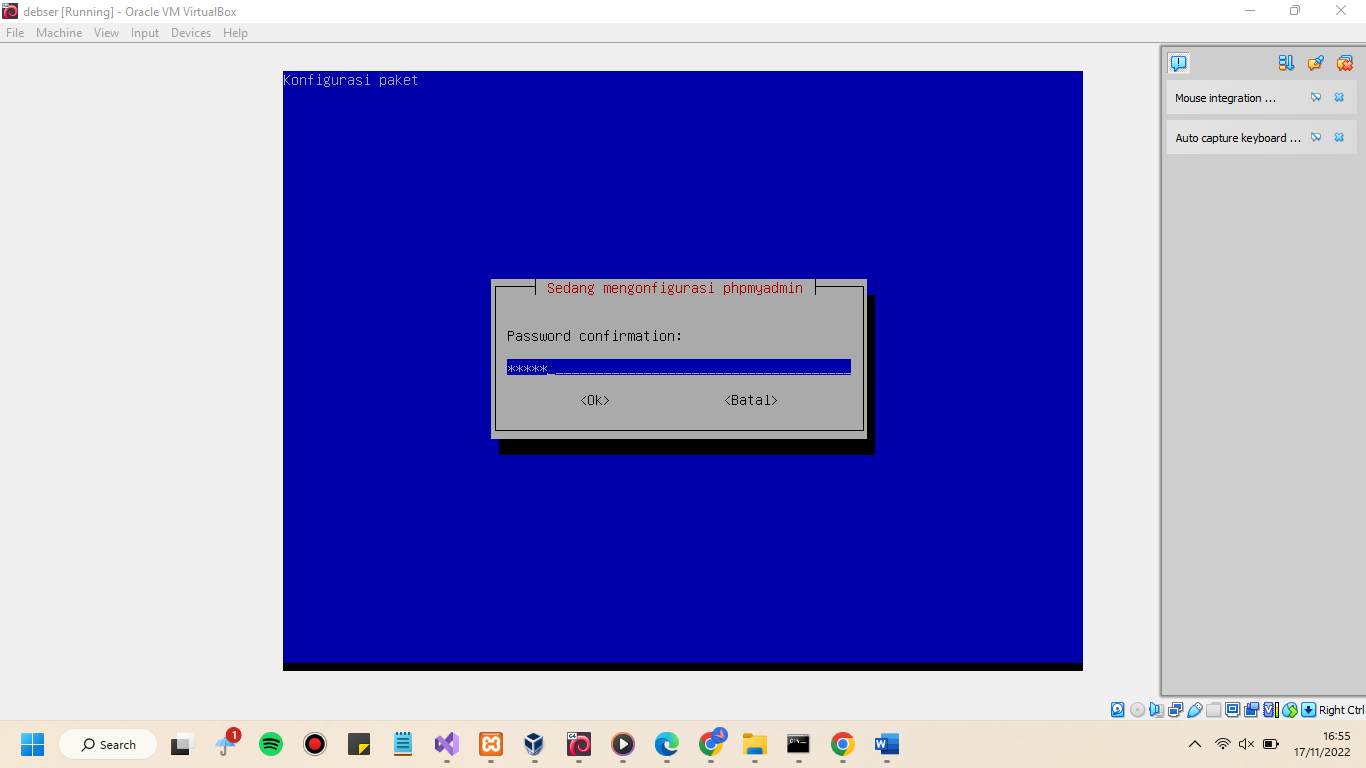 debser [Running] - Oracle VM VirtualBox
File Machine View Input Devices Help
Konfigurasi paket
Sedang mengonfigurasi phpmyadmin
Password confirmation:
*****_
<Ok> <Batal>
Mouse integration ...
Auto capture keyboard ...
Right Ctrl
Search
1
16:55
17/11/2022